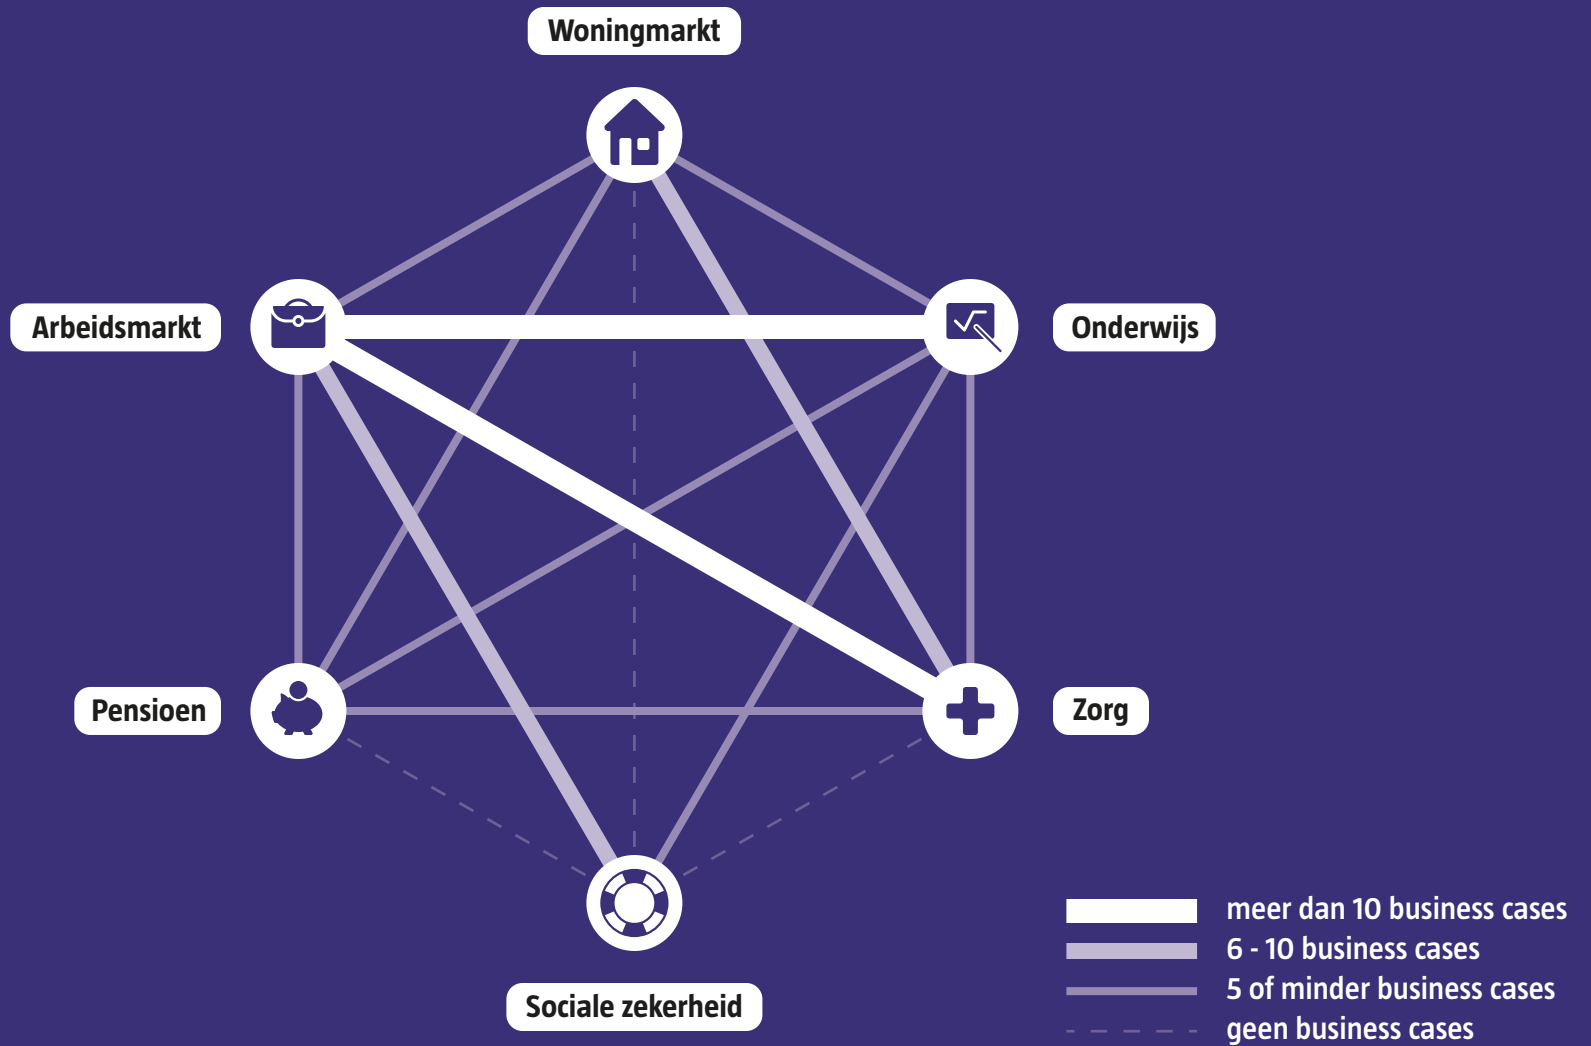 Woningmarkt
Arbeidsmarkt
Onderwijs
Pensioen
Zorg
Sociale zekerheid
meer dan 10 business cases
6 - 10 business cases
5 of minder business cases
geen business cases